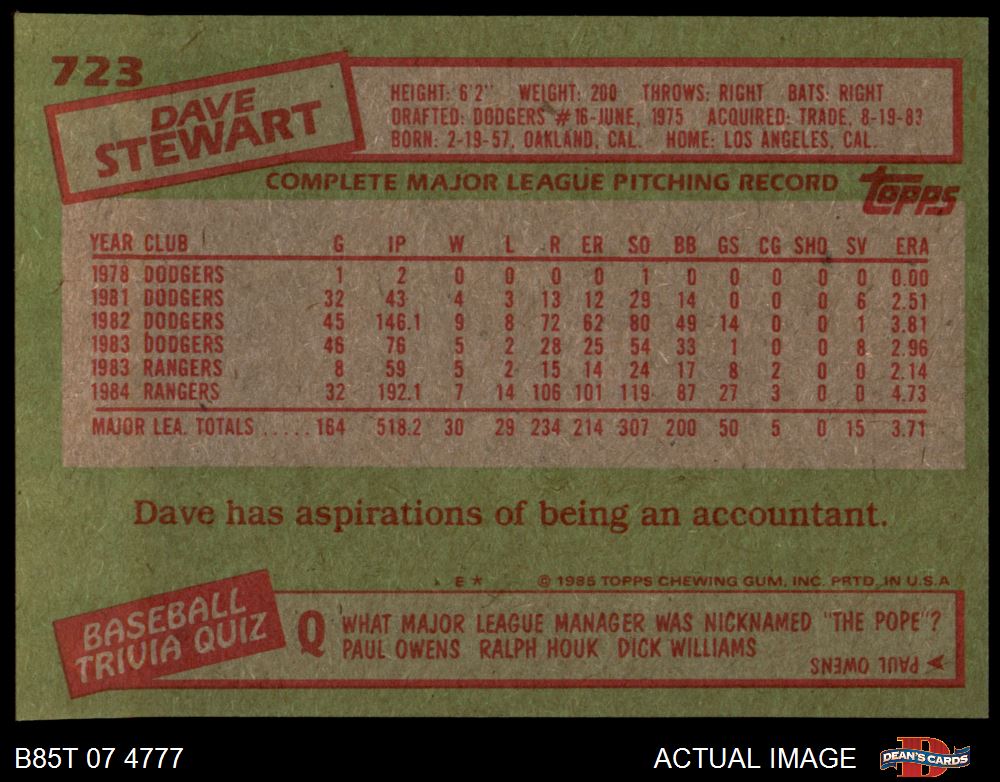 723
DAVE
STEWART
HEIGHT: 6'2" WEIGHT: 200 THROWS: RIGHT BATS: RIGHT
DRAFTED: DODGERS #16-JUNE, 1975 ACQUIRED: TRADE, 8-19-83
BORN: 2-19-57, OAKLAND, CAL. HOME: LOS ANGELES, CAL.
COMPLETE MAJOR LEAGUE PITCHING RECORD
topps
YEAR CLUB G IP W L R ER SO BB GS CG SHO SV ERA
1978 DODGERS 1 2 0 0 0 0 1 0 0 0 0 0 0.00
1981 DODGERS 32 43 4 3 13 12 29 14 0 0 0 6 2.51
1982 DODGERS 45 146.1 9 8 72 62 80 49 14 0 0 1 3.81
1983 DODGERS 46 76 5 2 28 25 54 33 1 0 0 8 2.96
1983 RANGERS 8 59 5 2 15 14 24 17 8 2 0 0 2.14
1984 RANGERS 32 192.1 7 14 106 101 119 87 27 3 0 0 4.73
MAJOR LEA. TOTALS ..... 164 518.2 30 29 234 214 307 200 50 5 0 15 3.71
Dave has aspirations of being an accountant.
E* © 1985 TOPPS CHEWING GUM, INC. PRTD. IN U.S.A
BASEBALL
TRIVIA QUIZ
Q WHAT MAJOR LEAGUE MANAGER WAS NICKNAMED "THE POPE"?
PAUL OWENS RALPH HOUK DICK WILLIAMS
A PAUL OWENS
B85T 07 4777
ACTUAL IMAGE
D
DEAN'S CARDS